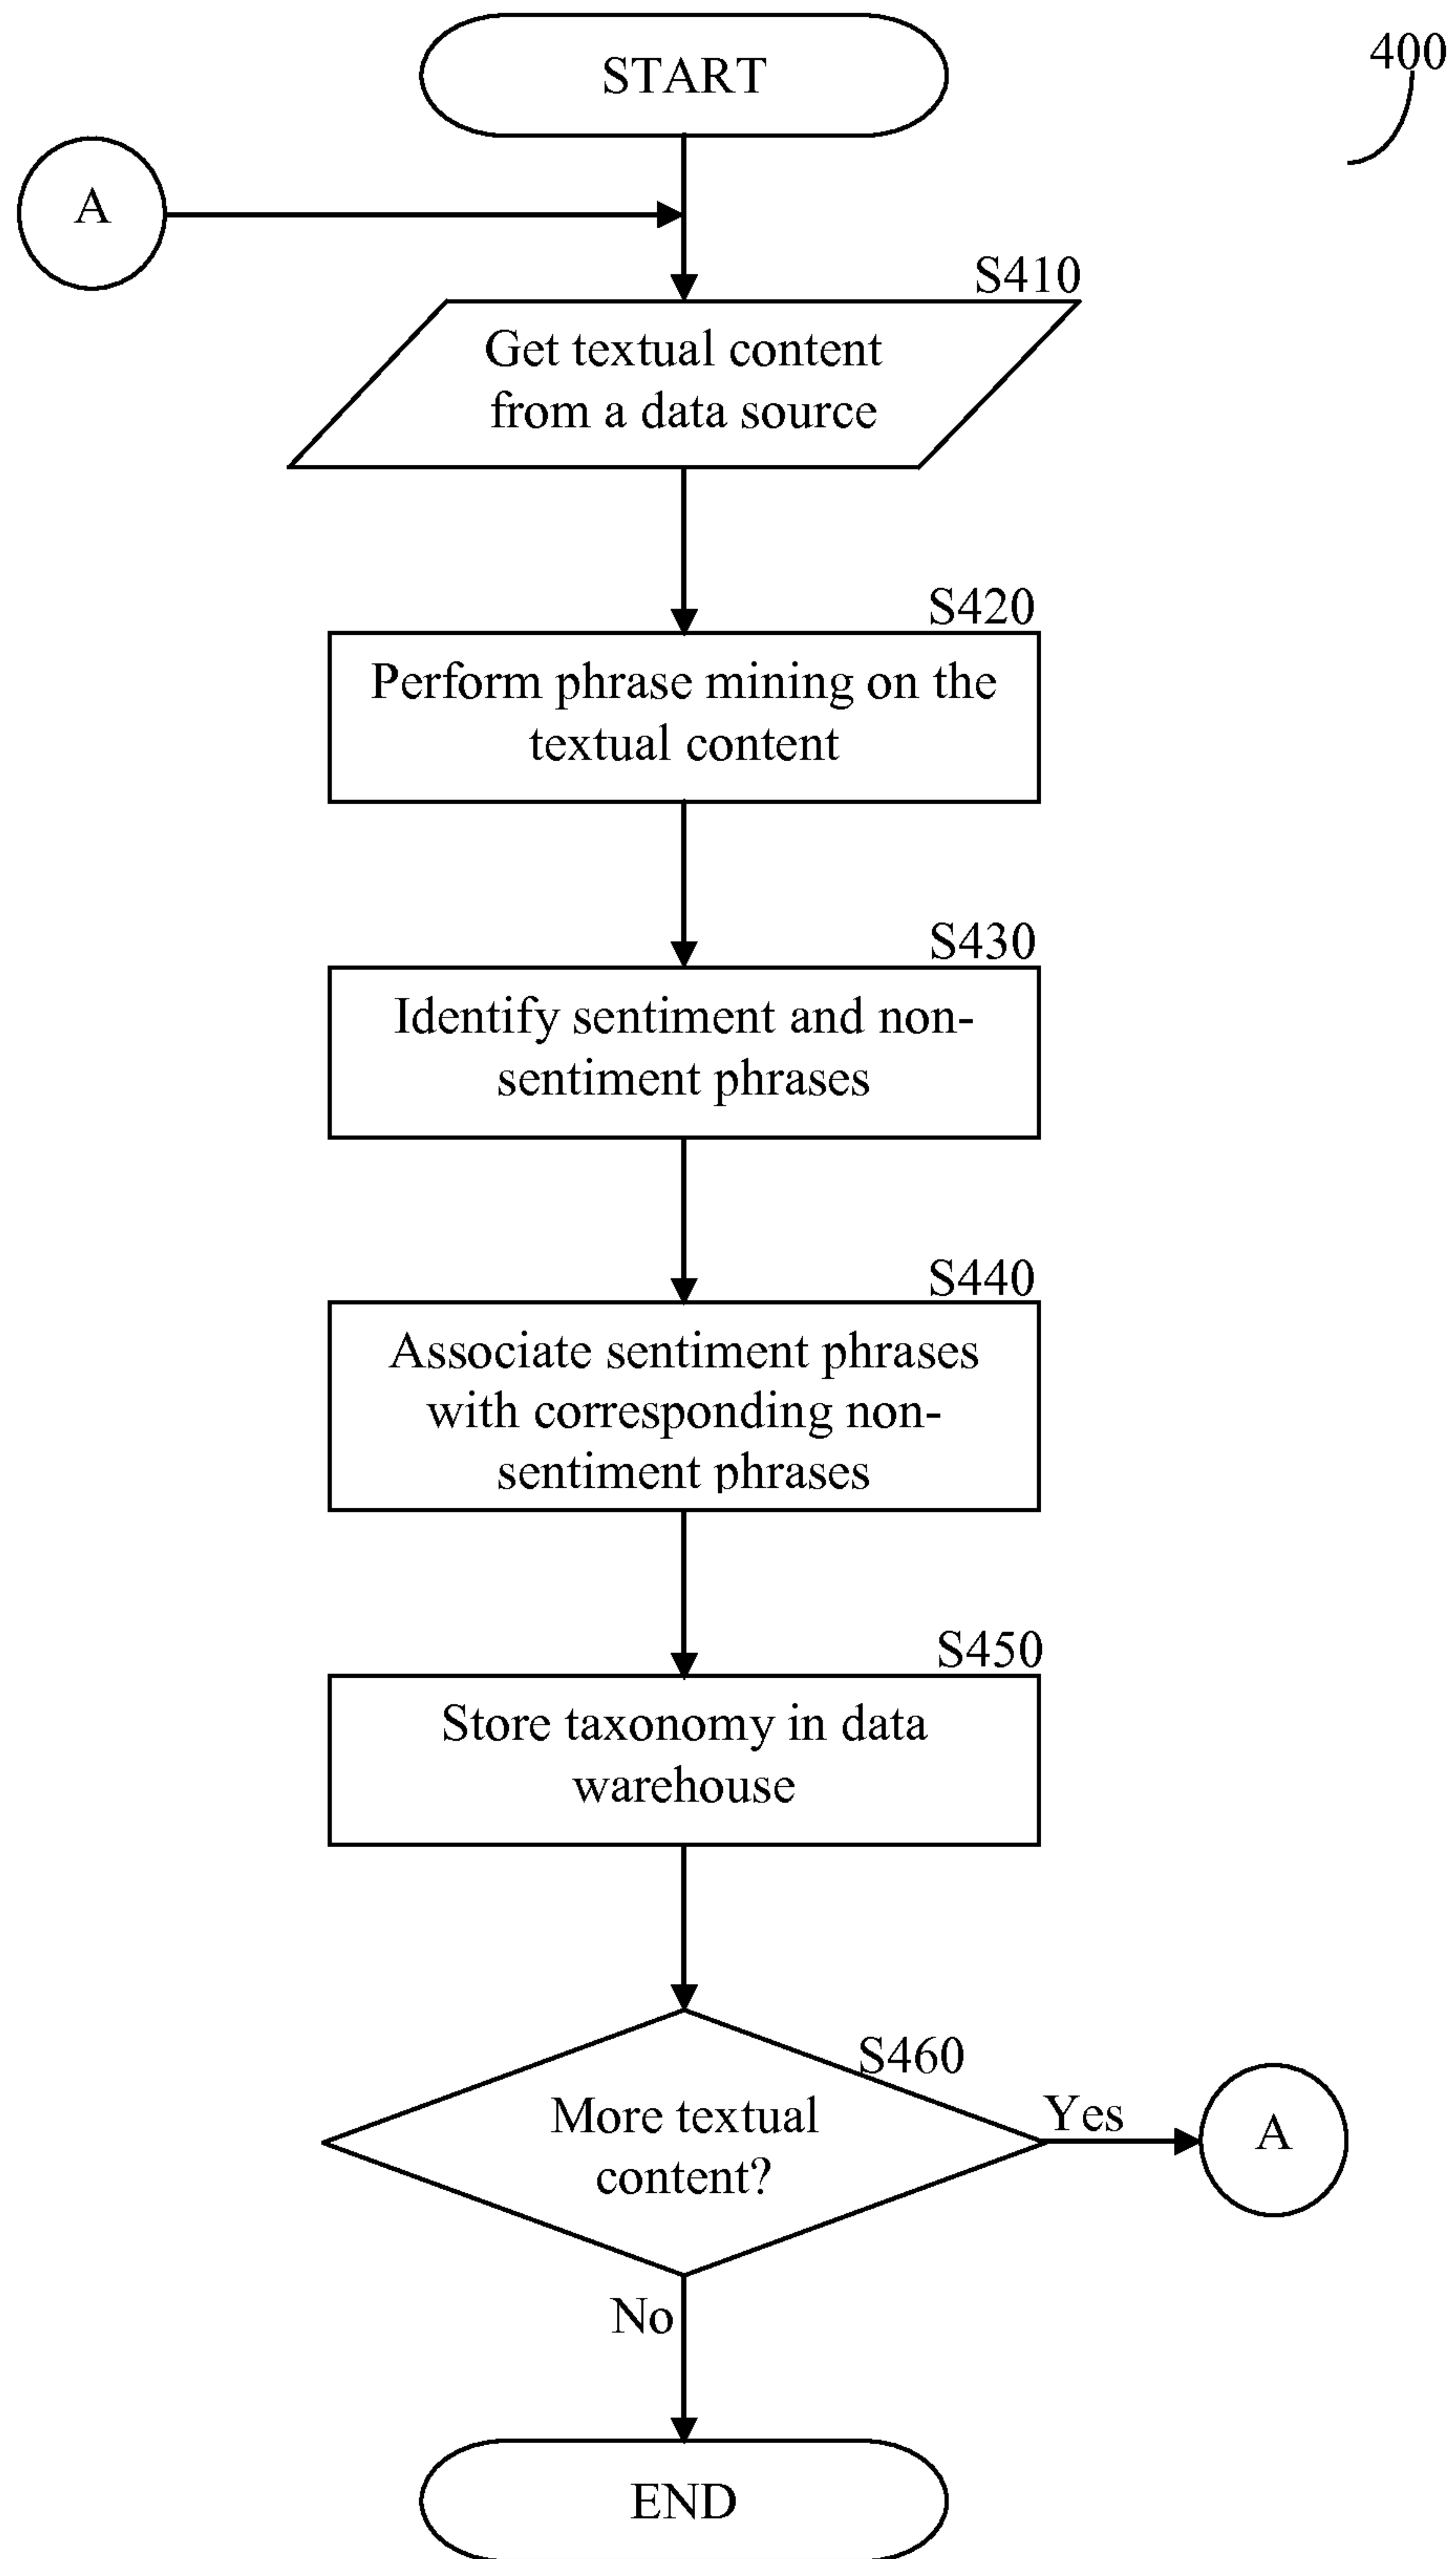 START
400
A
S410
Get textual content
from a data source
S420
Perform phrase mining on the
textual content
S430
Identify sentiment and non-
sentiment phrases
S440
Associate sentiment phrases
with corresponding non-
sentiment phrases
S450
Store taxonomy in data
warehouse
S460
More textual
content?
Yes
A
No
END